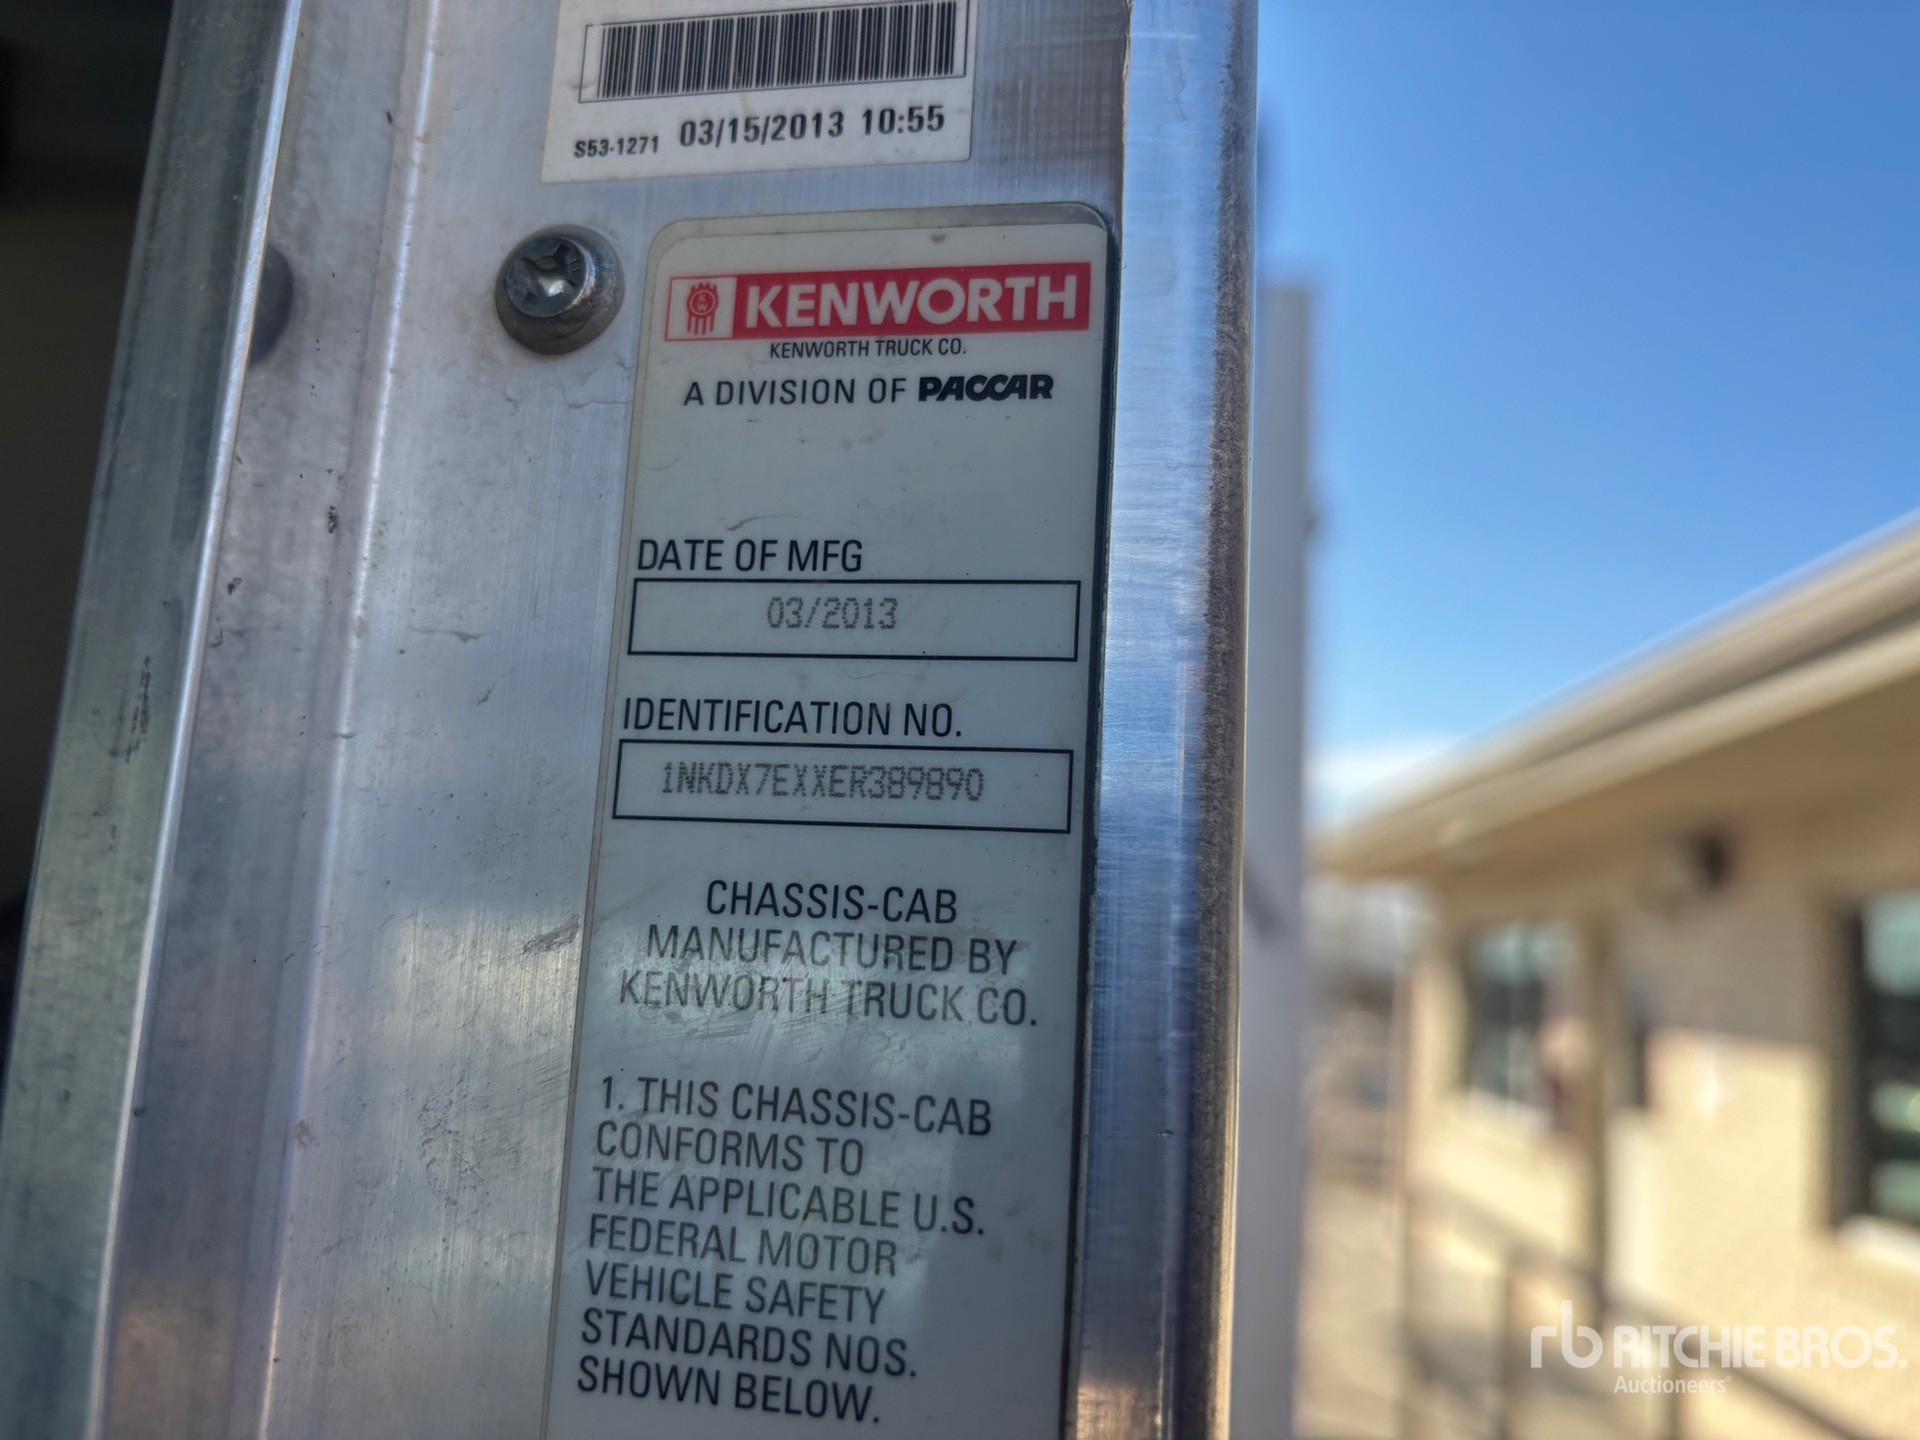 S53-1271 03/15/2013 10:55
KENWORTH
KENWORTH TRUCK CO.
A DIVISION OF PACCAR
DATE OF MFG
03/2013
IDENTIFICATION NO.
1NKDX7EXXER389890
CHASSIS-CAB
MANUFACTURED BY
KENWORTH TRUCK CO.
1. THIS CHASSIS-CAB
CONFORMS TO
THE APPLICABLE U.S.
FEDERAL MOTOR
VEHICLE SAFETY
STANDARDS NOS.
SHOWN BELOW.
rb RITCHIE BROS.
Auctioneers